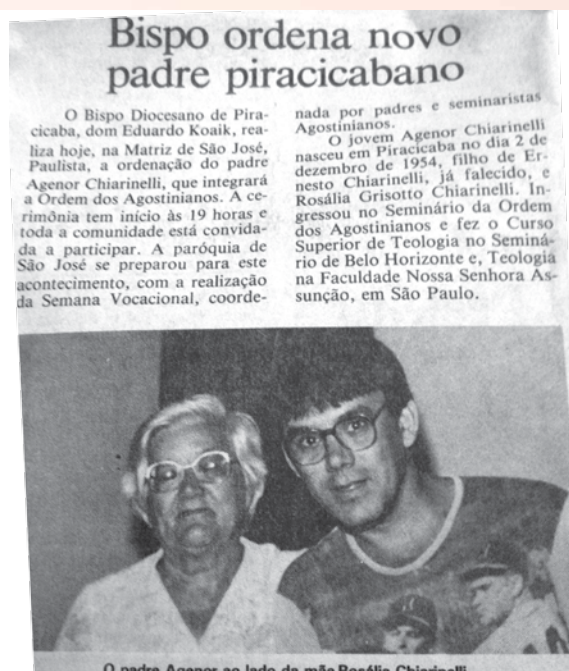 Bispo ordena novo
padre piracicabano
O Bispo Diocesano de Pira-
cicaba, dom Eduardo Koaik, rea-
liza hoje, na Matriz de São José,
Paulista, a ordenação do padre
Agenor Chiarinelli, que integrará
a Ordem dos Agostinianos. A ce-
rimônia tem início às 19 horas e
toda a comunidade está convida-
da a participar. A paróquia de
São José se preparou para este
acontecimento, com a realização
da Semana Vocacional, coorde-
nada por padres e seminaristas
Agostinianos.
O jovem Agenor Chiarinelli
nasceu em Piracicaba no dia 2 de
dezembro de 1954, filho de Er-
nesto Chiarinelli, já falecido, e
Rosália Grisotto Chiarinelli. In-
gressou no Seminário da Ordem
dos Agostinianos e fez o Curso
Superior de Teologia no Seminá-
rio de Belo Horizonte e, Teologia
na Faculdade Nossa Senhora As-
sunção, em São Paulo.
O padre Agenor ao lado da mãe Rosália Chiarinelli